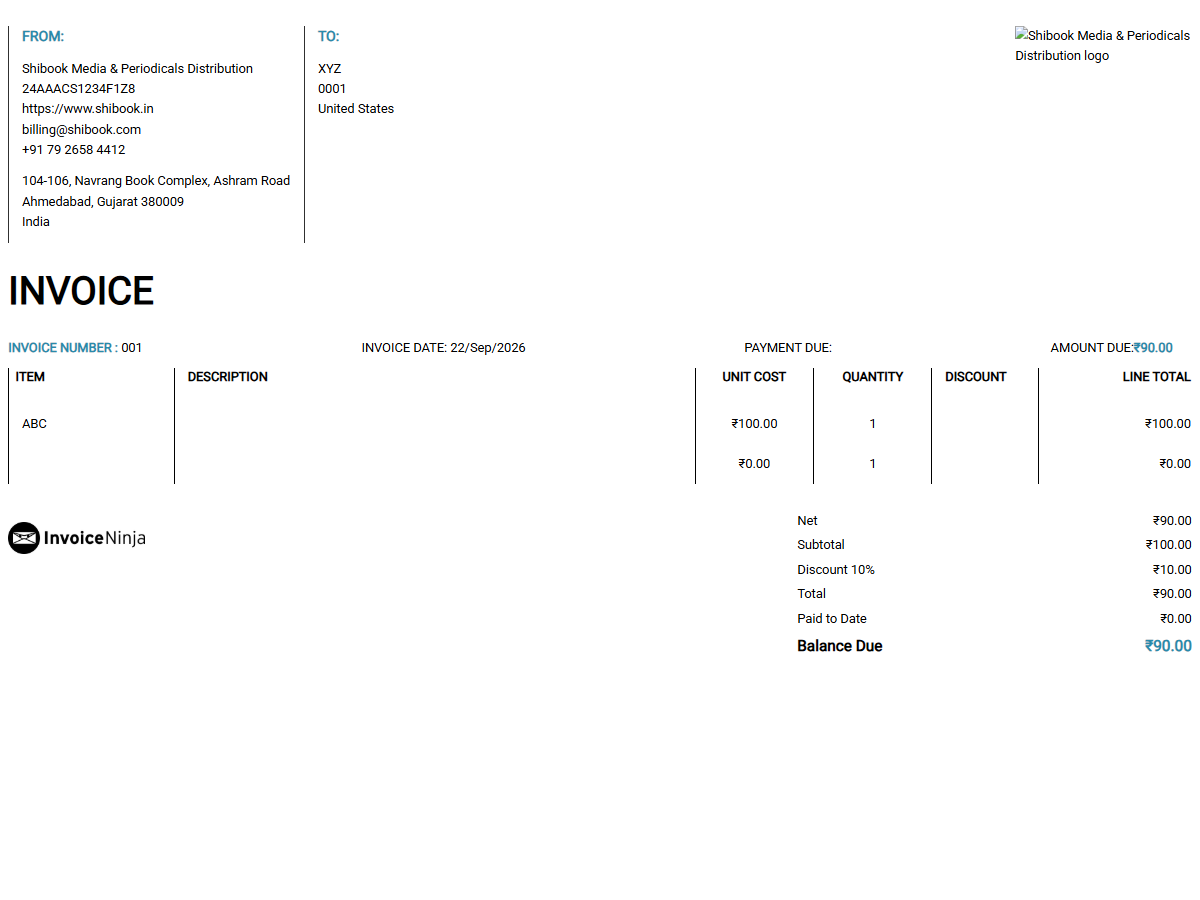 FROM:
Shibook Media & Periodicals Distribution
24AAACS1234F1Z8
https://www.shibook.in
billing@shibook.com
+91 79 2658 4412
104-106, Navrang Book Complex, Ashram Road
Ahmedabad, Gujarat 380009
India
TO:
XYZ
0001
United States
Shibook Media & Periodicals
Distribution logo
INVOICE
INVOICE NUMBER : 001 INVOICE DATE: 22/Sep/2026 PAYMENT DUE: AMOUNT DUE:₹90.00
ITEM DESCRIPTION UNIT COST QUANTITY DISCOUNT LINE TOTAL
ABC ₹100.00 1 ₹100.00
₹0.00 1 ₹0.00
InvoiceNinja
Net ₹90.00
Subtotal ₹100.00
Discount 10% ₹10.00
Total ₹90.00
Paid to Date ₹0.00
Balance Due ₹90.00